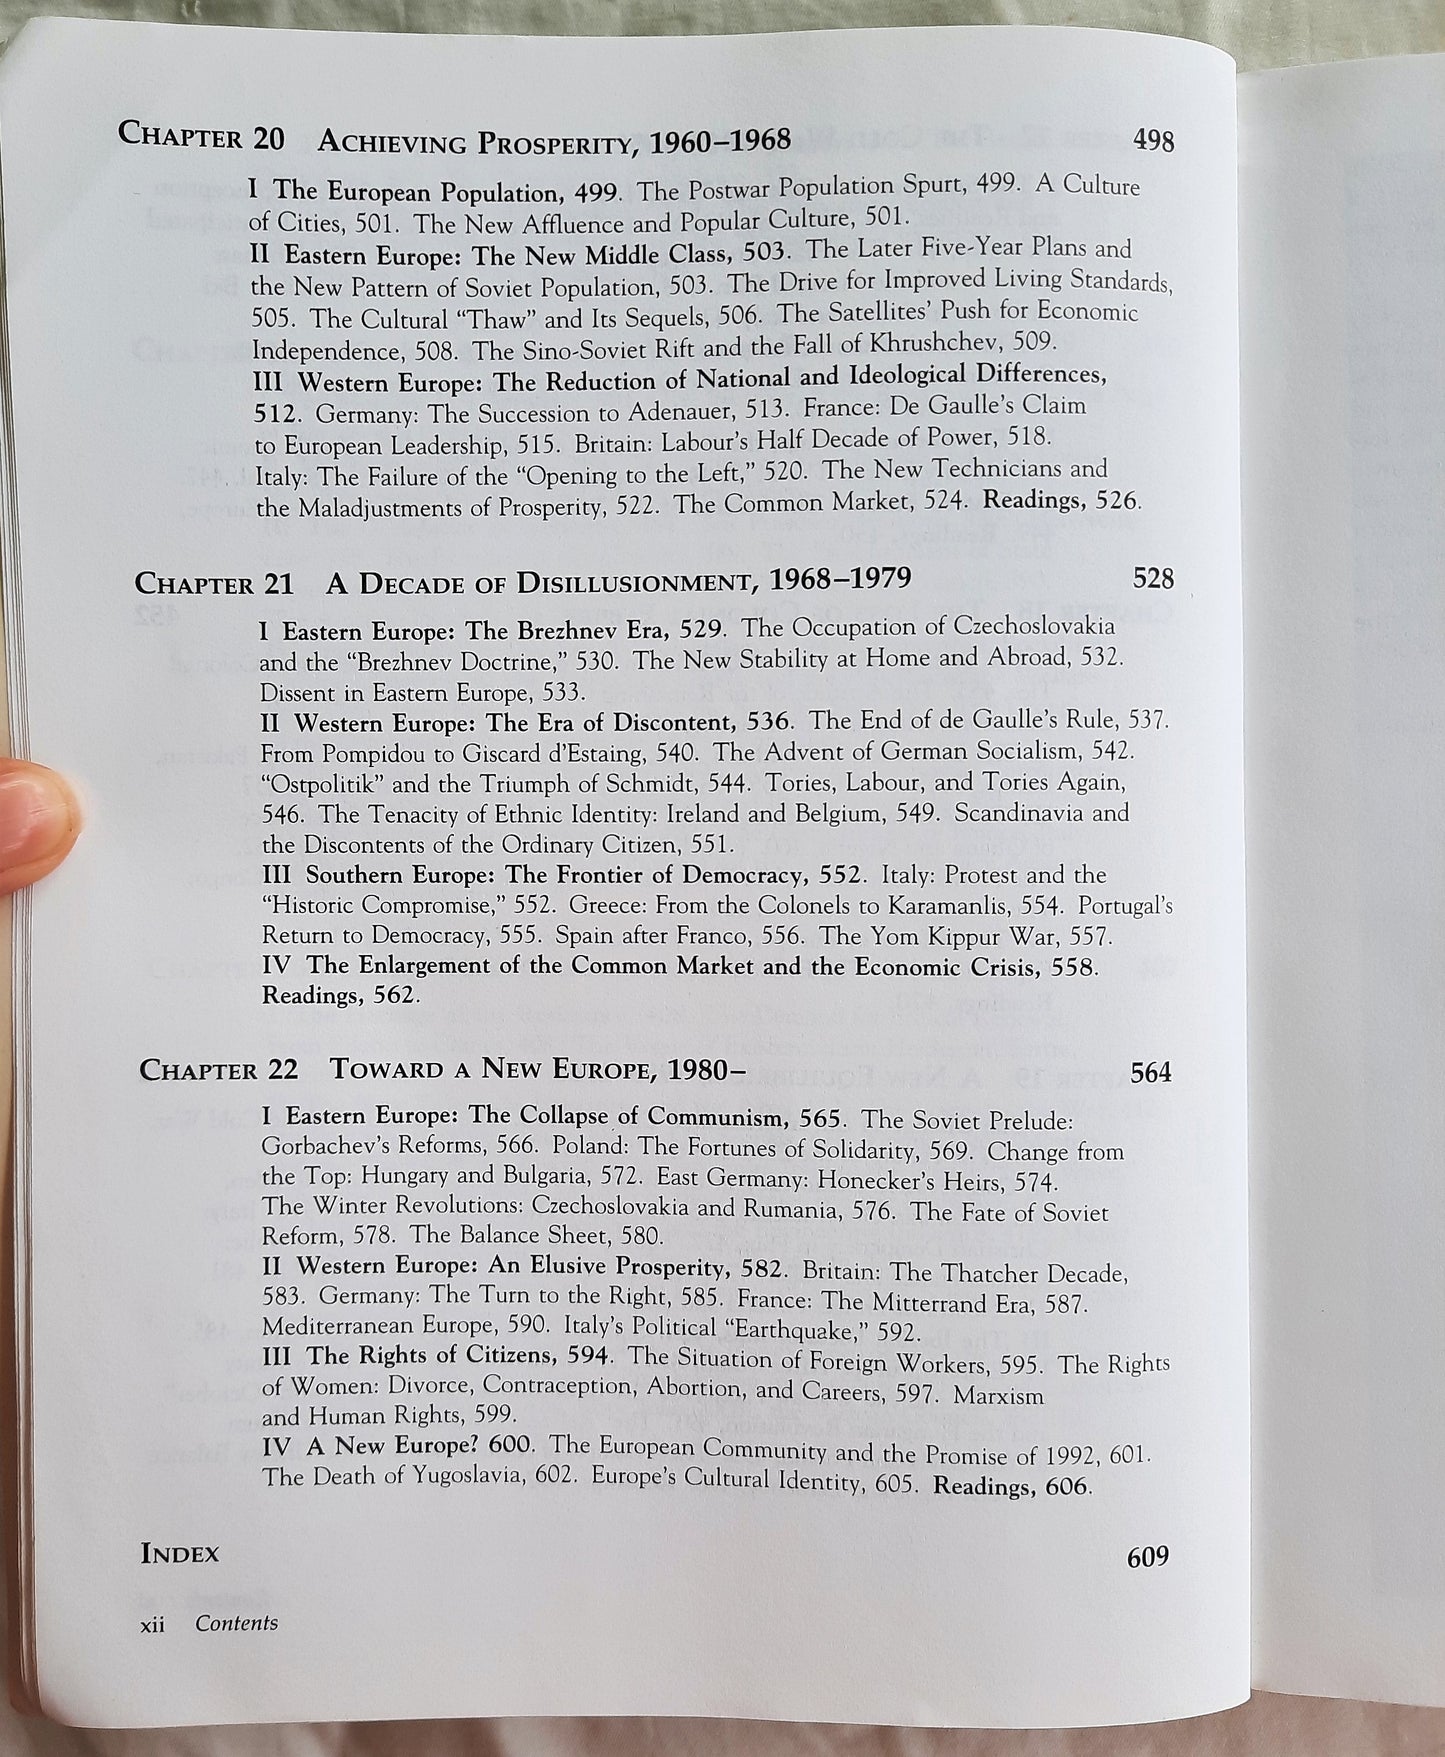 CHAPTER 20 ACHIEVING PROSPERITY, 1960–1968 498
I The European Population, 499. The Postwar Population Spurt, 499. A Culture
of Cities, 501. The New Affluence and Popular Culture, 501.
II Eastern Europe: The New Middle Class, 503. The Later Five-Year Plans and
the New Pattern of Soviet Population, 503. The Drive for Improved Living Standards,
505. The Cultural “Thaw” and Its Sequels, 506. The Satellites’ Push for Economic
Independence, 508. The Sino-Soviet Rift and the Fall of Khrushchev, 509.
III Western Europe: The Reduction of National and Ideological Differences,
512. Germany: The Succession to Adenauer, 513. France: De Gaulle’s Claim
to European Leadership, 515. Britain: Labour’s Half Decade of Power, 518.
Italy: The Failure of the “Opening to the Left,” 520. The New Technicians and
the Maladjustments of Prosperity, 522. The Common Market, 524. Readings, 526.
CHAPTER 21 A DECADE OF DISILLUSIONMENT, 1968–1979 528
I Eastern Europe: The Brezhnev Era, 529. The Occupation of Czechoslovakia
and the “Brezhnev Doctrine,” 530. The New Stability at Home and Abroad, 532.
Dissent in Eastern Europe, 533.
II Western Europe: The Era of Discontent, 536. The End of de Gaulle’s Rule, 537.
From Pompidou to Giscard d’Estaing, 540. The Advent of German Socialism, 542.
“Ostpolitik” and the Triumph of Schmidt, 544. Tories, Labour, and Tories Again,
546. The Tenacity of Ethnic Identity: Ireland and Belgium, 549. Scandinavia and
the Discontents of the Ordinary Citizen, 551.
III Southern Europe: The Frontier of Democracy, 552. Italy: Protest and the
“Historic Compromise,” 552. Greece: From the Colonels to Karamanlis, 554. Portugal’s
Return to Democracy, 555. Spain after Franco, 556. The Yom Kippur War, 557.
IV The Enlargement of the Common Market and the Economic Crisis, 558.
Readings, 562.
CHAPTER 22 TOWARD A NEW EUROPE, 1980– 564
I Eastern Europe: The Collapse of Communism, 565. The Soviet Prelude:
Gorbachev’s Reforms, 566. Poland: The Fortunes of Solidarity, 569. Change from
the Top: Hungary and Bulgaria, 572. East Germany: Honecker’s Heirs, 574.
The Winter Revolutions: Czechoslovakia and Rumania, 576. The Fate of Soviet
Reform, 578. The Balance Sheet, 580.
II Western Europe: An Elusive Prosperity, 582. Britain: The Thatcher Decade,
583. Germany: The Turn to the Right, 585. France: The Mitterrand Era, 587.
Mediterranean Europe, 590. Italy’s Political “Earthquake,” 592.
III The Rights of Citizens, 594. The Situation of Foreign Workers, 595. The Rights
of Women: Divorce, Contraception, Abortion, and Careers, 597. Marxism
and Human Rights, 599.
IV A New Europe? 600. The European Community and the Promise of 1992, 601.
The Death of Yugoslavia, 602. Europe’s Cultural Identity, 605. Readings, 606.
INDEX 609
xii Contents